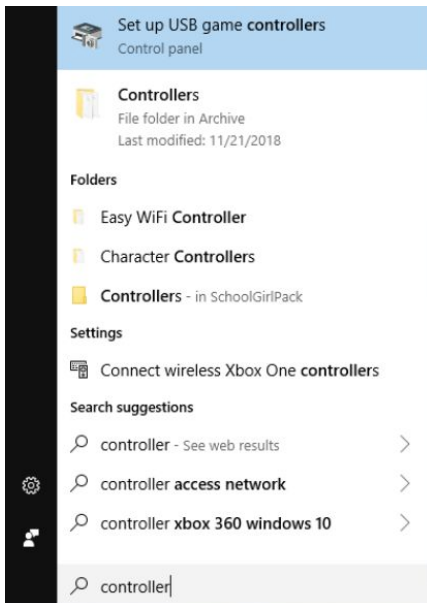 Set up USB game controllers
Control panel
Controllers
File folder in Archive
Last modified: 11/21/2018
Folders
Easy WiFi Controller
Character Controllers
Controllers - in SchoolGirlPack
Settings
Connect wireless Xbox One controllers
Search suggestions
controller - See web results
controller access network
controller xbox 360 windows 10
controller